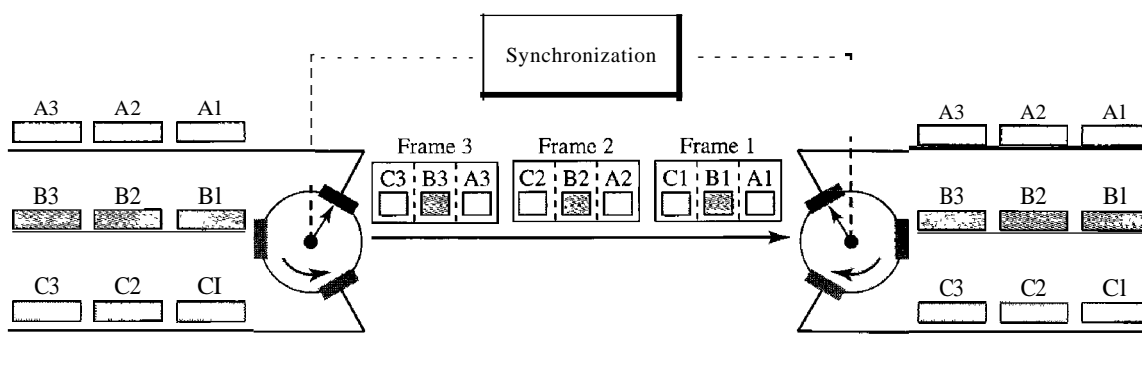 Synchronization
A3 A2 A1
A3 A2 A1
Frame 3 Frame 2 Frame 1
C3 B3 A3 C2 B2 A2 C1 B1 A1
B3 B2 B1
B3 B2 B1
C3 C2 CI
C3 C2 C1